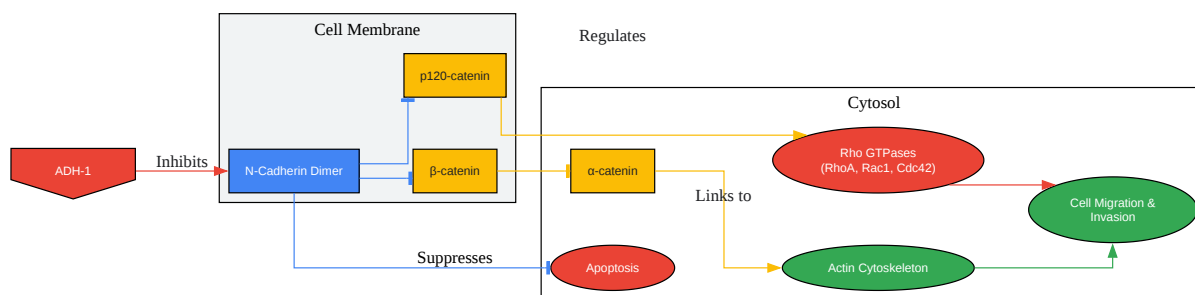 Cell Membrane
Regulates
p120-catenin
Cytosol
Inhibits
ADH-1
N-Cadherin Dimer
β-catenin
α-catenin
Rho GTPases
(RhoA, Rac1, Cdc42)
Links to
Cell Migration &
Invasion
Suppresses
Apoptosis
Actin Cytoskeleton